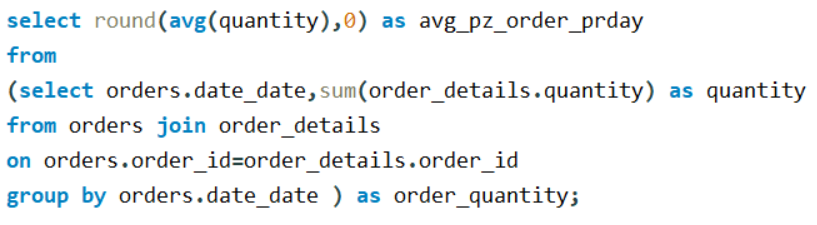 select round(avg(quantity),0) as avg_pz_order_prday
from
(select orders.date_date,sum(order_details.quantity) as quantity
from orders join order_details
on orders.order_id=order_details.order_id
group by orders.date_date ) as order_quantity;